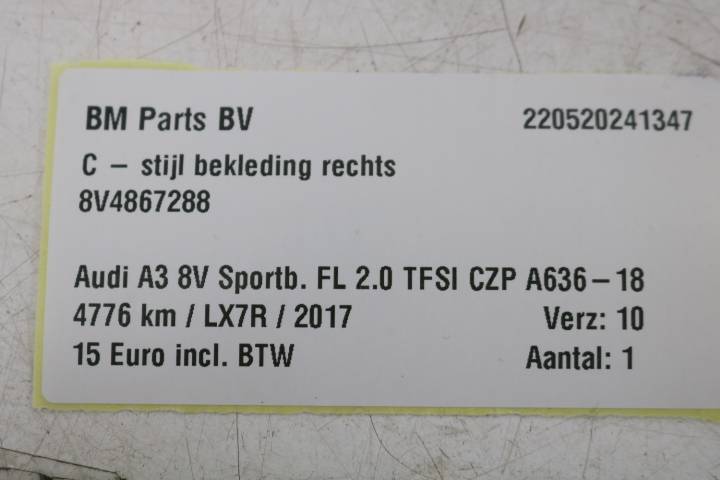 BM Parts BV 220520241347
C – stijl bekleding rechts
8V4867288
Audi A3 8V Sportb. FL 2.0 TFSI CZP A636–18
4776 km / LX7R / 2017 Verz: 10
15 Euro incl. BTW Aantal: 1